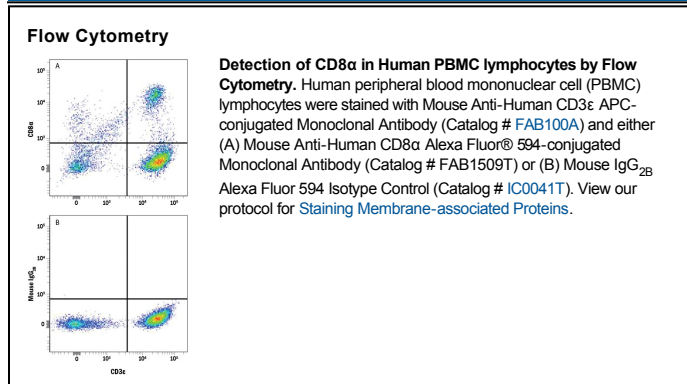 Flow Cytometry
Detection of CD8α in Human PBMC lymphocytes by Flow
Cytometry. Human peripheral blood mononuclear cell (PBMC)
lymphocytes were stained with Mouse Anti-Human CD3ε APC-
conjugated Monoclonal Antibody (Catalog # FAB100A) and either
(A) Mouse Anti-Human CD8α Alexa Fluor® 594-conjugated
Monoclonal Antibody (Catalog # FAB1509T) or (B) Mouse IgG2B
Alexa Fluor 594 Isotype Control (Catalog # IC0041T). View our
protocol for Staining Membrane-associated Proteins.
A
CD8α
B
Mouse IgG2B
CD3ε